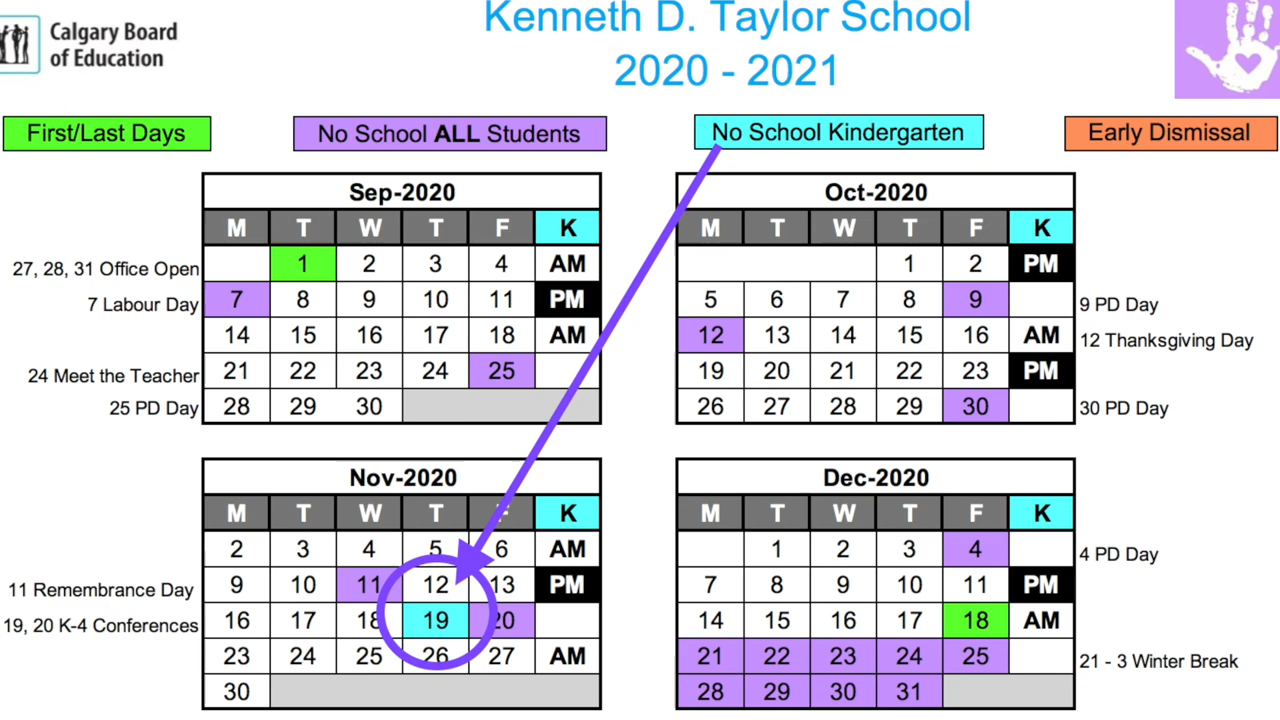 Calgary Board
of Education
Kenneth D. Taylor School
2020 - 2021
First/Last Days
No School ALL Students
No School Kindergarten
Early Dismissal
Sep-2020
M T W T F K
1 2 3 4 AM
27, 28, 31 Office Open
7 8 9 10 11 PM
7 Labour Day
14 15 16 17 18 AM
21 22 23 24 25
24 Meet the Teacher
28 29 30
25 PD Day
Oct-2020
M T W T F K
1 2 PM
5 6 7 8 9
9 PD Day
12 13 14 15 16 AM
12 Thanksgiving Day
19 20 21 22 23 PM
26 27 28 29 30
30 PD Day
Nov-2020
M T W T F K
2 3 4 5 6 AM
9 10 11 12 13 PM
11 Remembrance Day
16 17 18 19 20
19, 20 K-4 Conferences
23 24 25 26 27 AM
30
Dec-2020
M T W T F K
1 2 3 4
4 PD Day
7 8 9 10 11 PM
14 15 16 17 18 AM
21 22 23 24 25
21 - 3 Winter Break
28 29 30 31